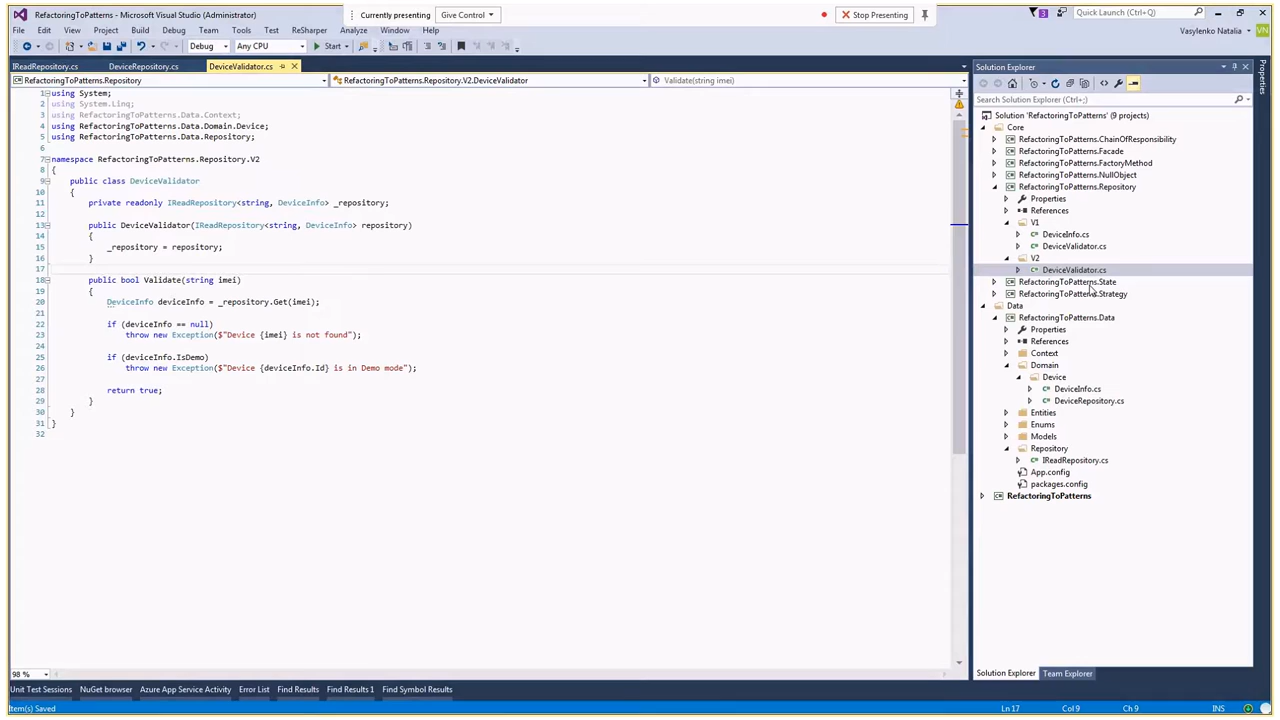 RefactoringToPatterns - Microsoft Visual Studio (Administrator)
Currently presenting
Give Control
Stop Presenting
3
Quick Launch (Ctrl+Q)
File Edit View Project Build Debug Team Tools Test ReSharper Analyze Window Help
Vasylenko Natalia VN
Debug Any CPU Start
IReadRepository.cs DeviceRepository.cs DeviceValidator.cs
RefactoringToPatterns.Repository RefactoringToPatterns.Repository.V2.DeviceValidator Validate(string imei)
1 using System;
2 using System.Linq;
3 using RefactoringToPatterns.Data.Context;
4 using RefactoringToPatterns.Data.Domain.Device;
5 using RefactoringToPatterns.Data.Repository;
6
7 namespace RefactoringToPatterns.Repository.V2
8 {
9 public class DeviceValidator
10 {
11 private readonly IReadRepository<string, DeviceInfo> _repository;
12
13 public DeviceValidator(IReadRepository<string, DeviceInfo> repository)
14 {
15 _repository = repository;
16 }
17
18 public bool Validate(string imei)
19 {
20 DeviceInfo deviceInfo = _repository.Get(imei);
21
22 if (deviceInfo == null)
23 throw new Exception($"Device {imei} is not found");
24
25 if (deviceInfo.IsDemo)
26 throw new Exception($"Device {deviceInfo.Id} is in Demo mode");
27
28 return true;
29 }
30 }
31 }
32
98 %
Solution Explorer
Search Solution Explorer (Ctrl+;)
Solution 'RefactoringToPatterns' (9 projects)
Core
RefactoringToPatterns.ChainOfResponsibility
RefactoringToPatterns.Facade
RefactoringToPatterns.FactoryMethod
RefactoringToPatterns.NullObject
RefactoringToPatterns.Repository
Properties
References
V1
DeviceInfo.cs
DeviceValidator.cs
V2
DeviceValidator.cs
RefactoringToPatterns.State
RefactoringToPatterns.Strategy
Data
RefactoringToPatterns.Data
Properties
References
Context
Domain
Device
DeviceInfo.cs
DeviceRepository.cs
Entities
Enums
Models
Repository
IReadRepository.cs
App.config
packages.config
RefactoringToPatterns
Properties
Solution Explorer Team Explorer
Unit Test Sessions NuGet browser Azure App Service Activity Error List Find Results Find Results 1 Find Symbol Results
Item(s) Saved Ln 17 Col 9 Ch 9 INS